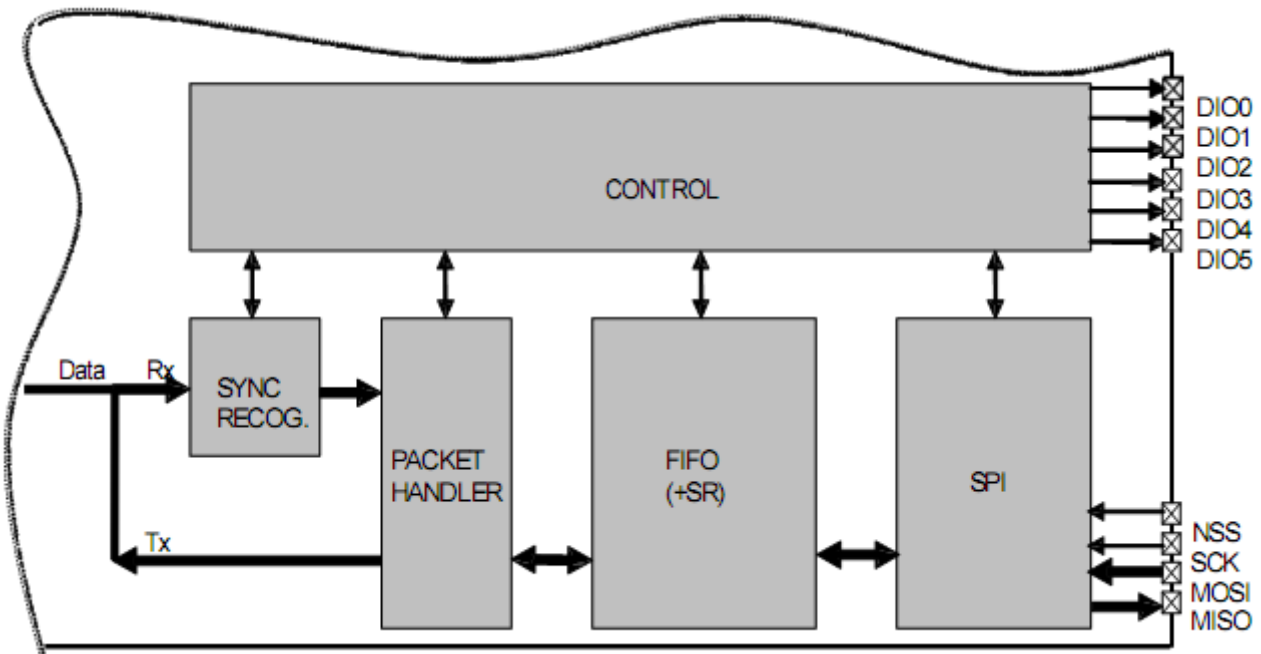 DIO0
DIO1
DIO2
CONTROL
DIO3
DIO4
DIO5
Data
Rx
SYNC
RECOG.
PACKET
HANDLER
FIFO
(+SR)
SPI
Tx
NSS
SCK
MOSI
MISO